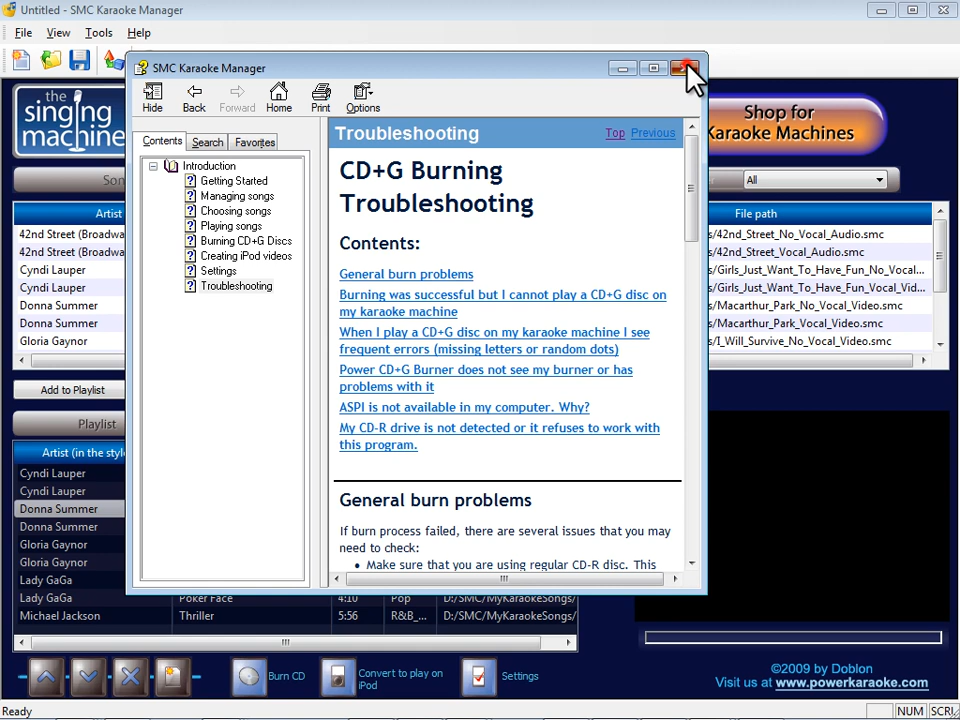 Untitled - SMC Karaoke Manager
File View Tools Help
SMC Karaoke Manager
Hide Back Forward Home Print Options
the singing machine
Shop for
Karaoke Machines
All
Contents Search Favorites
Introduction
Getting Started
Managing songs
Choosing songs
Playing songs
Burning CD+G Discs
Creating iPod videos
Settings
Troubleshooting
Troubleshooting Top Previous
CD+G Burning
Troubleshooting
Contents:
General burn problems
Burning was successful but I cannot play a CD+G disc on
my karaoke machine
When I play a CD+G disc on my karaoke machine I see
frequent errors (missing letters or random dots)
Power CD+G Burner does not see my burner or has
problems with it
ASPI is not available in my computer. Why?
My CD-R drive is not detected or it refuses to work with
this program.
General burn problems
If burn process failed, there are several issues that you may
need to check:
• Make sure that you are using regular CD-R disc. This
Son
Artist
42nd Street (Broadwa
42nd Street (Broadwa
Cyndi Lauper
Cyndi Lauper
Donna Summer
Donna Summer
Gloria Gaynor
File path
s/42nd_Street_No_Vocal_Audio.smc
s/42nd_Street_Vocal_Audio.smc
s/Girls_Just_Want_To_Have_Fun_No_Vocal...
s/Girls_Just_Want_To_Have_Fun_Vocal_Vid...
s/Macarthur_Park_No_Vocal_Video.smc
s/Macarthur_Park_Vocal_Video.smc
s/I_Will_Survive_No_Vocal_Video.smc
Add to Playlist
Playlist
Artist (in the style
Cyndi Lauper
Cyndi Lauper
Donna Summer
Donna Summer
Gloria Gaynor
Gloria Gaynor
Lady GaGa
Lady GaGa Poker Face 4:10 Pop D:/SMC/MyKaraokeSongs/
Michael Jackson Thriller 5:56 R&B_... D:/SMC/MyKaraokeSongs/
Burn CD
Convert to play on
iPod
Settings
©2009 by Doblon
Visit us at www.powerkaraoke.com
Ready NUM SCRL